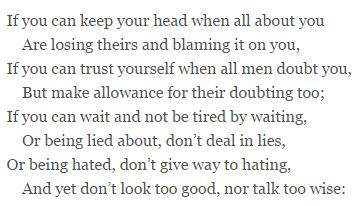 If you can keep your head when all about you
Are losing theirs and blaming it on you,
If you can trust yourself when all men doubt you,
But make allowance for their doubting too;
If you can wait and not be tired by waiting,
Or being lied about, don’t deal in lies,
Or being hated, don’t give way to hating,
And yet don’t look too good, nor talk too wise: